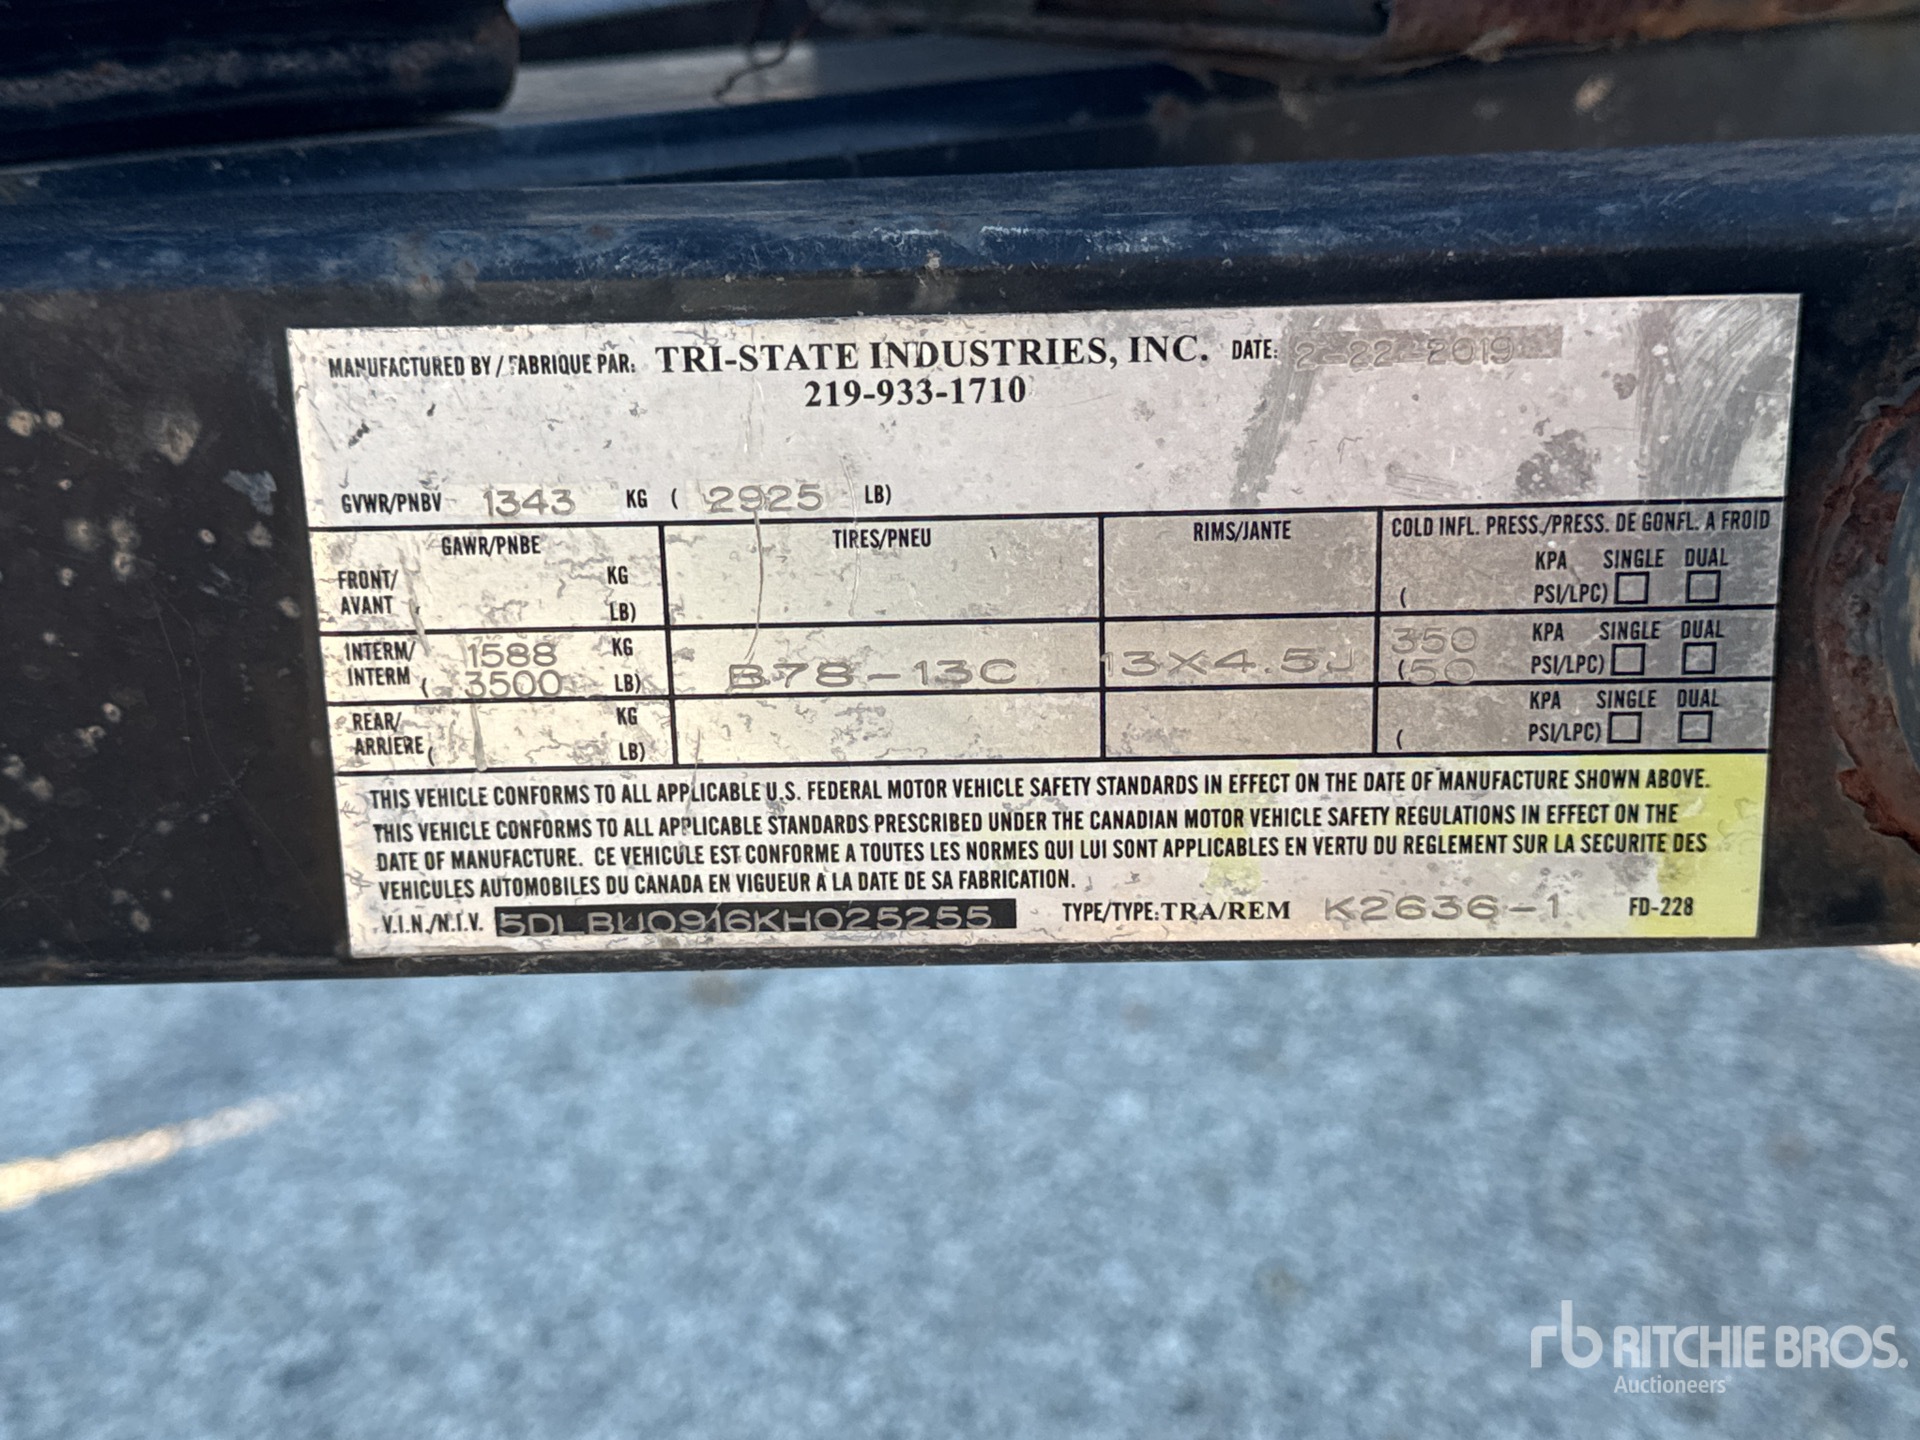 MANUFACTURED BY / FABRIQUE PAR: TRI-STATE INDUSTRIES, INC. DATE: 2-22-2019
219-933-1710
GVWR/PNBV 1343 KG ( 2925 LB)
GAWR/PNBE TIRES/PNEU RIMS/JANTE COLD INFL. PRESS./PRESS. DE GONFL. A FROID
FRONT/ KG KPA SINGLE DUAL
AVANT ( LB) ( PSI/LPC)
INTERM/ 1588 KG B78-13C 13X4.5J 350 KPA SINGLE DUAL
INTERM ( 3500 LB) (50 PSI/LPC)
REAR/ KG KPA SINGLE DUAL
ARRIERE ( LB) ( PSI/LPC)
THIS VEHICLE CONFORMS TO ALL APPLICABLE U.S. FEDERAL MOTOR VEHICLE SAFETY STANDARDS IN EFFECT ON THE DATE OF MANUFACTURE SHOWN ABOVE.
THIS VEHICLE CONFORMS TO ALL APPLICABLE STANDARDS PRESCRIBED UNDER THE CANADIAN MOTOR VEHICLE SAFETY REGULATIONS IN EFFECT ON THE
DATE OF MANUFACTURE. CE VEHICULE EST CONFORME A TOUTES LES NORMES QUI LUI SONT APPLICABLES EN VERTU DU REGLEMENT SUR LA SECURITE DES
VEHICULES AUTOMOBILES DU CANADA EN VIGUEUR A LA DATE DE SA FABRICATION.
V.I.N./N.I.V. 5DLBU0916KH025255 TYPE/TYPE: TRA/REM K2636-1 FD-228
rb RITCHIE BROS.
Auctioneers